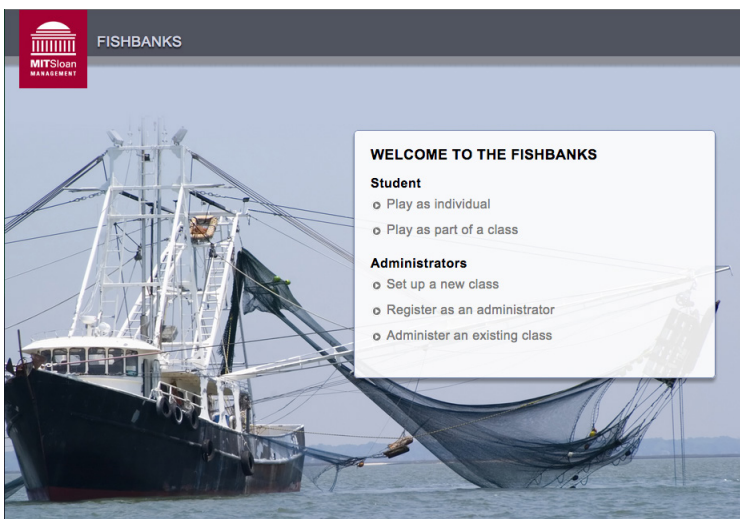 FISHBANKS
MITSloan
MANAGEMENT
WELCOME TO THE FISHBANKS
Student
Play as individual
Play as part of a class
Administrators
Set up a new class
Register as an administrator
Administer an existing class